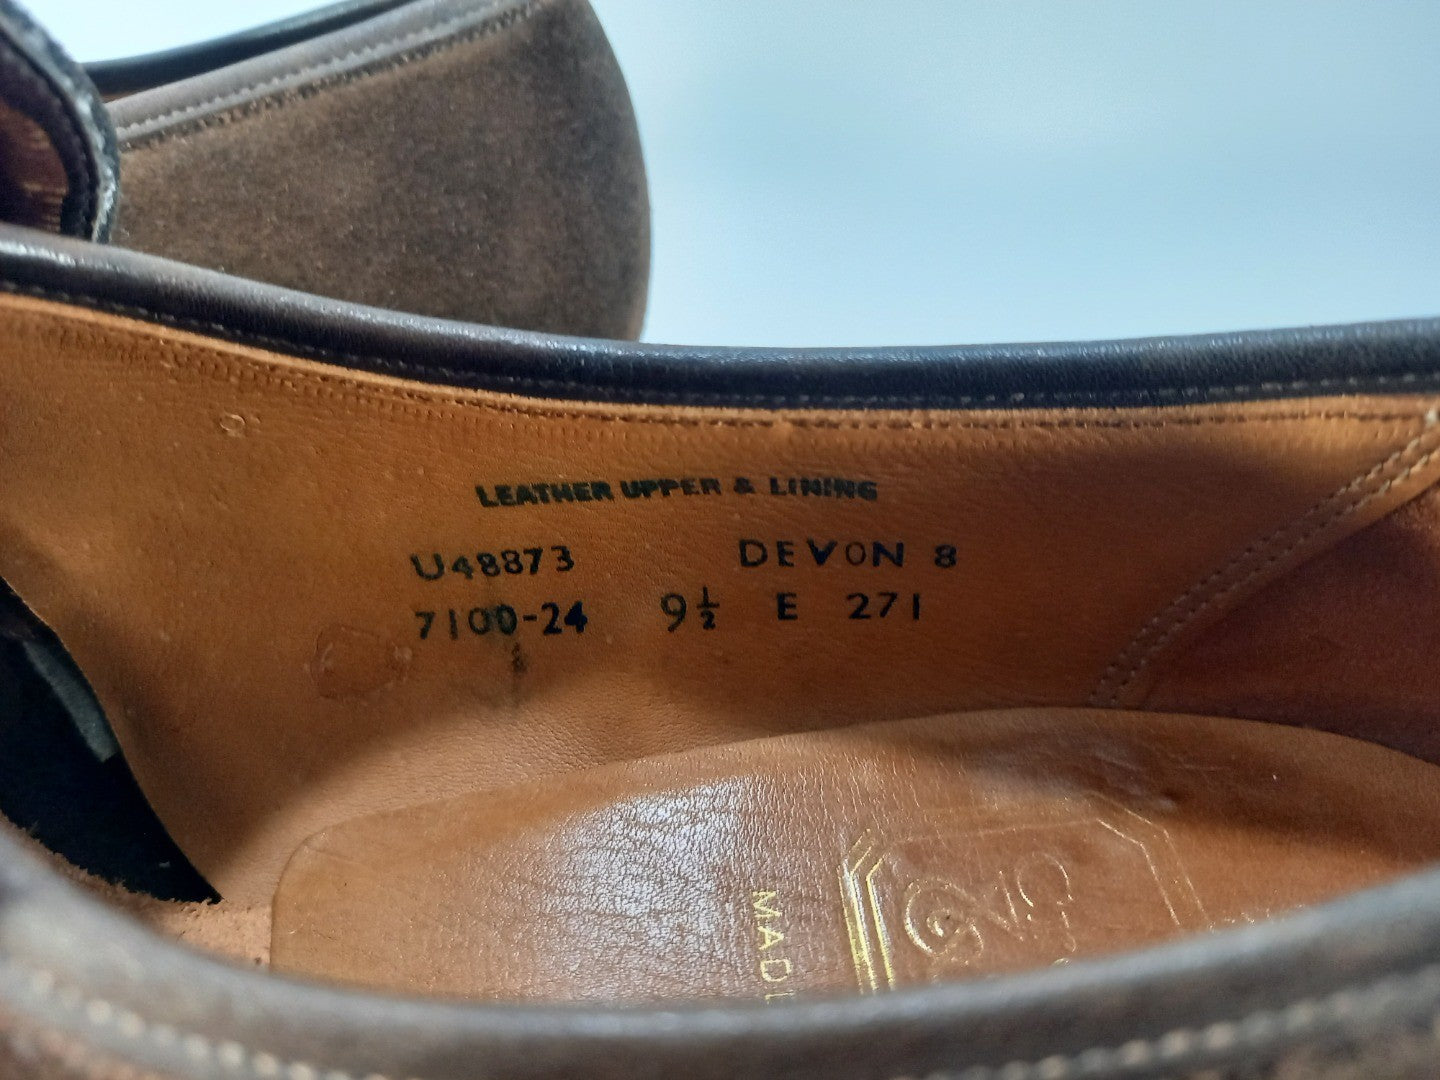 LEATHER UPPER & LINING
U48873 DEVON 8
7100-24 9½ E 271